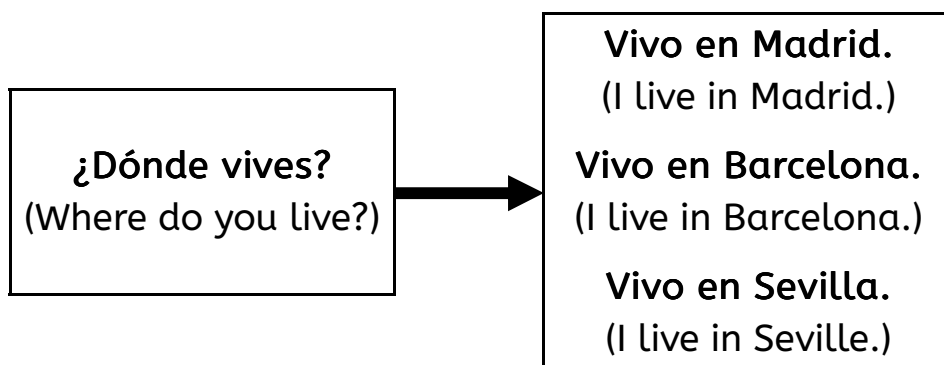 ¿Dónde vives?
(Where do you live?)
Vivo en Madrid.
(I live in Madrid.)
Vivo en Barcelona.
(I live in Barcelona.)
Vivo en Sevilla.
(I live in Seville.)